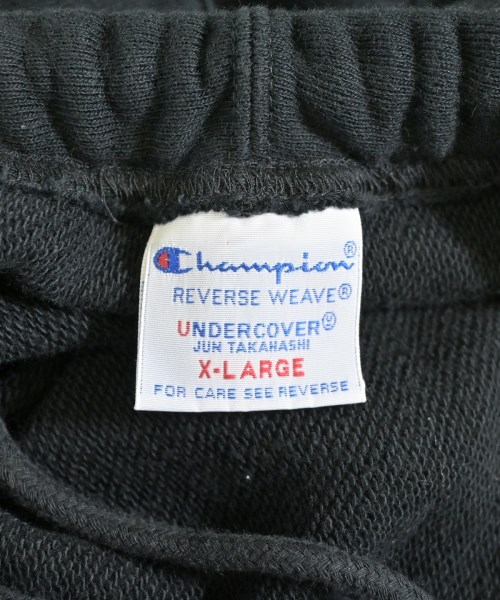 Champion®
REVERSE WEAVE®
UNDERCOVER
JUN TAKAHASHI
X-LARGE
FOR CARE SEE REVERSE